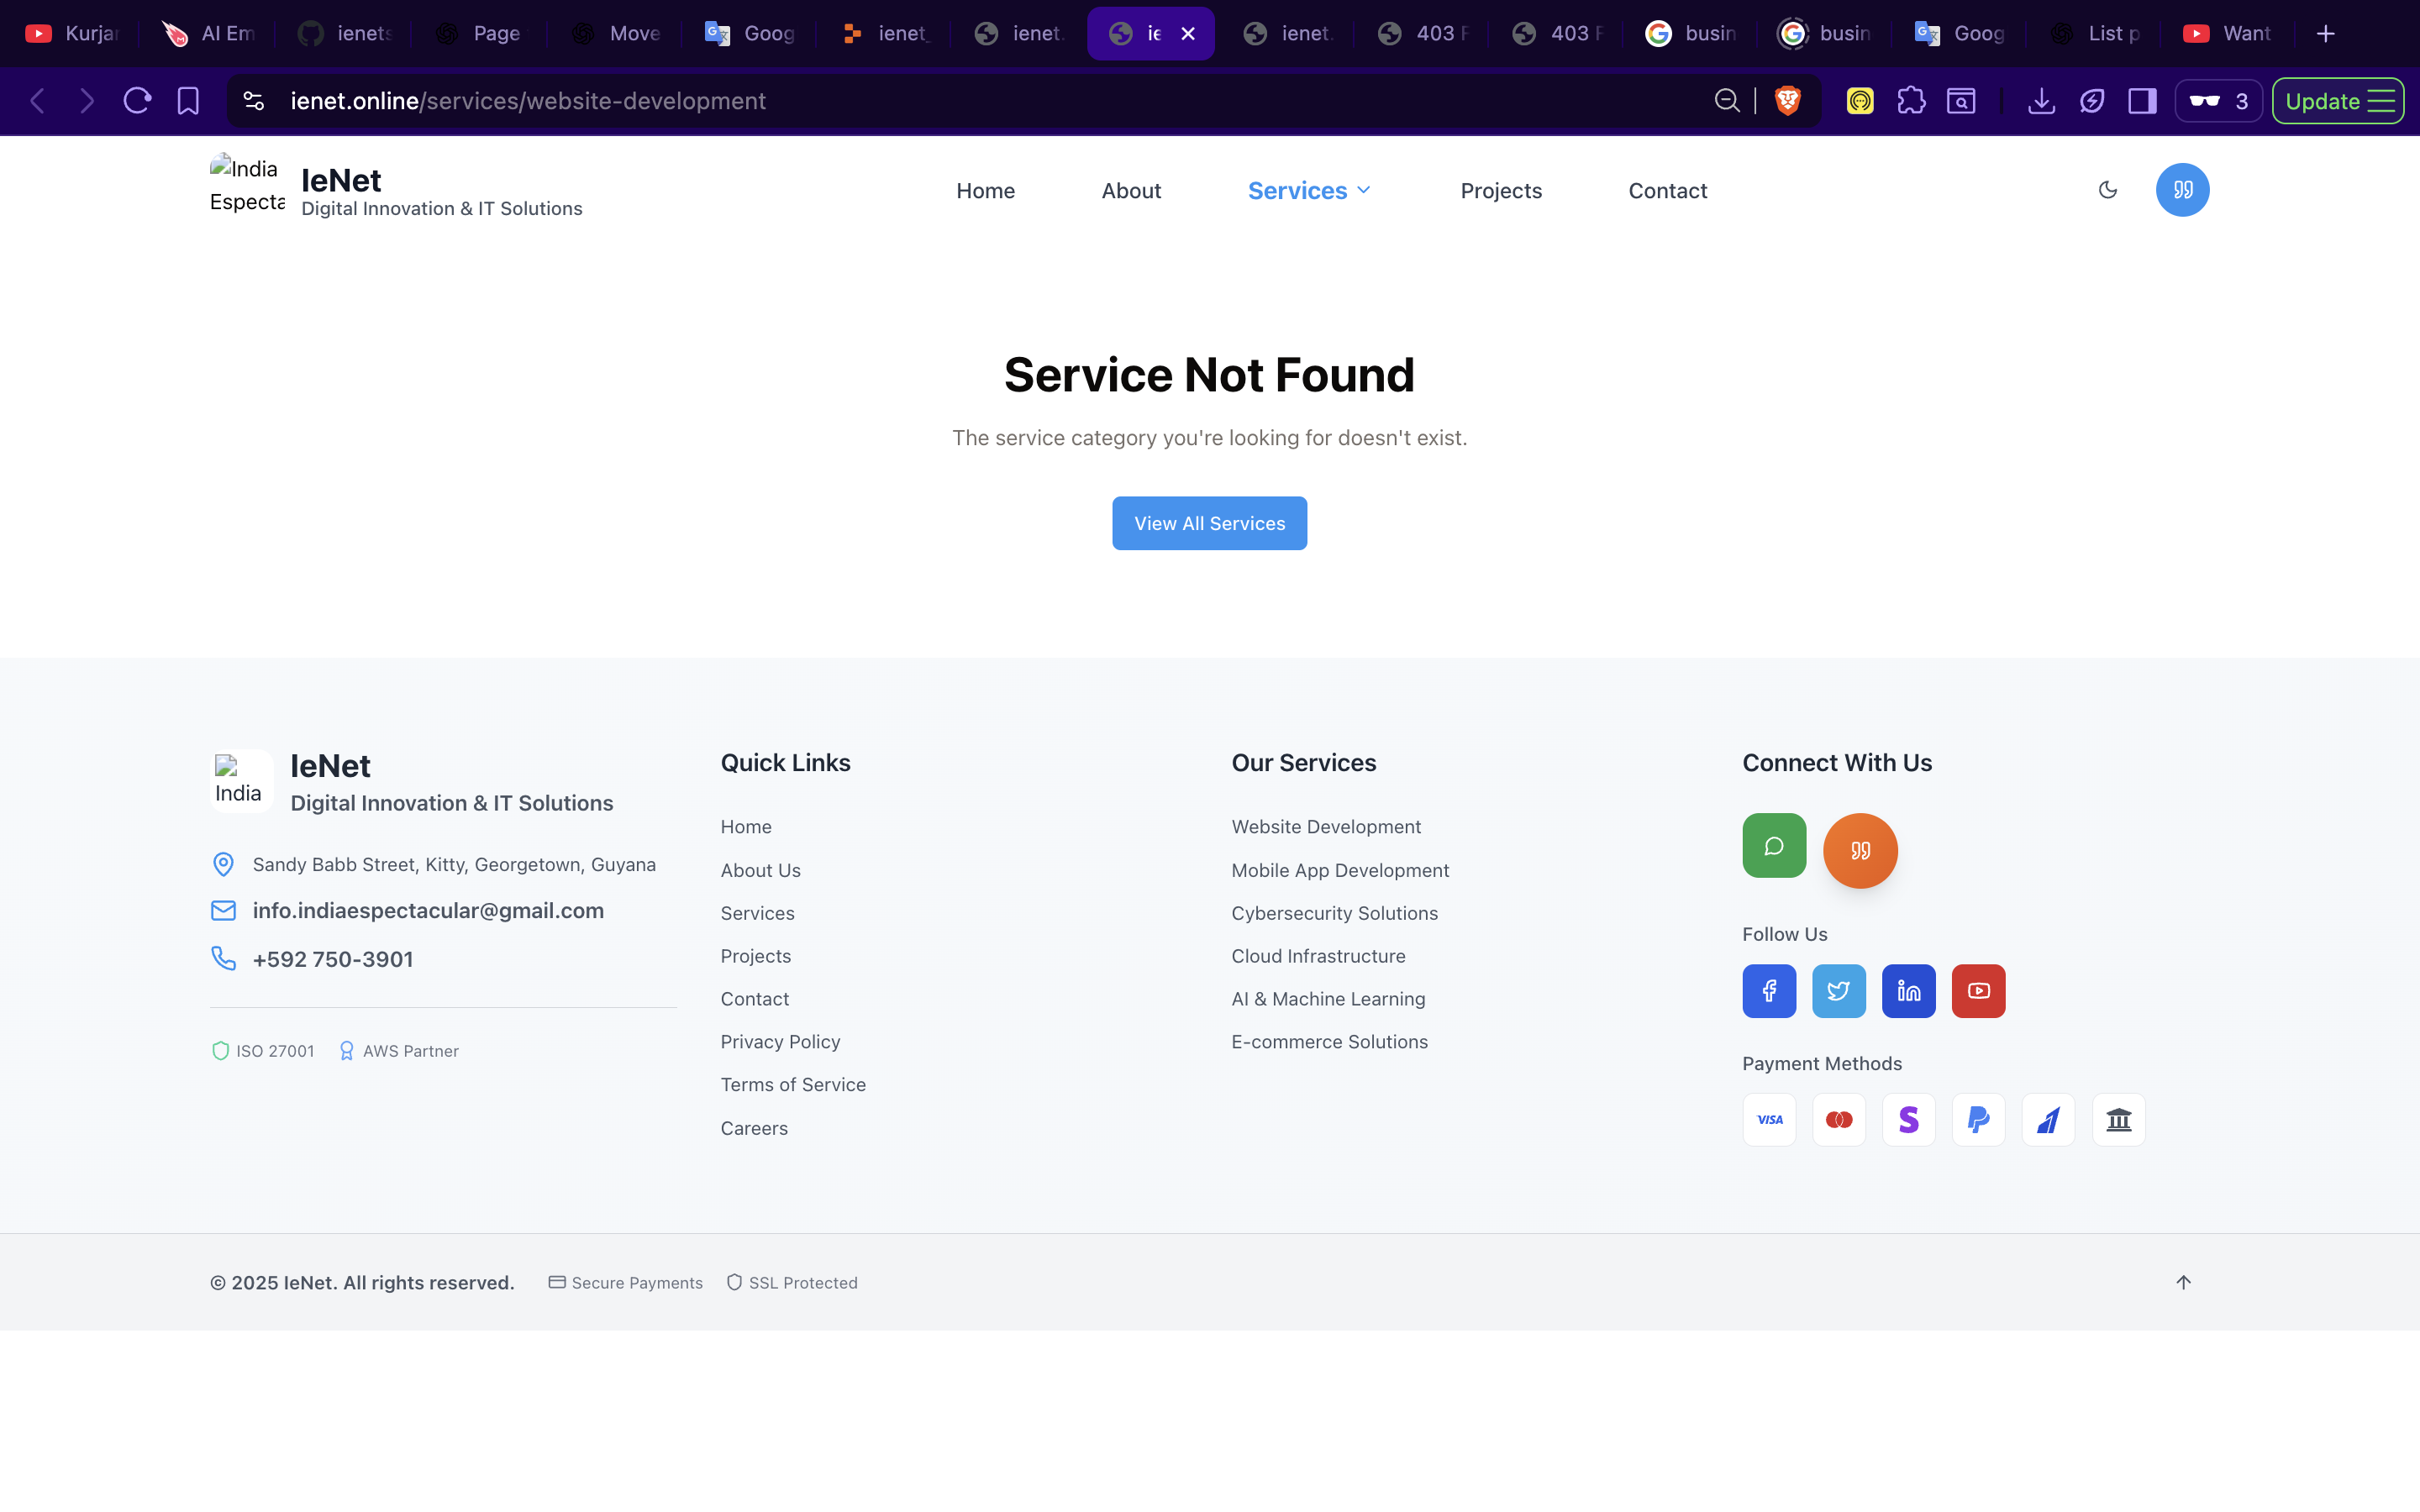 Kurjar
AI Em
ienets
Page
Move
Goog
ienet_
ienet.
ie
ienet.
403 F
403 F
busin
busin
Goog
List p
Want
ienet.online/services/website-development
3
Update
India
Especta
IeNet
Digital Innovation & IT Solutions
Home
About
Services
Projects
Contact
Service Not Found
The service category you're looking for doesn't exist.
View All Services
India
IeNet
Digital Innovation & IT Solutions
Sandy Babb Street, Kitty, Georgetown, Guyana
info.indiaespectacular@gmail.com
+592 750-3901
ISO 27001
AWS Partner
Quick Links
Home
About Us
Services
Projects
Contact
Privacy Policy
Terms of Service
Careers
Our Services
Website Development
Mobile App Development
Cybersecurity Solutions
Cloud Infrastructure
AI & Machine Learning
E-commerce Solutions
Connect With Us
Follow Us
Payment Methods
VISA
© 2025 IeNet. All rights reserved.
Secure Payments
SSL Protected